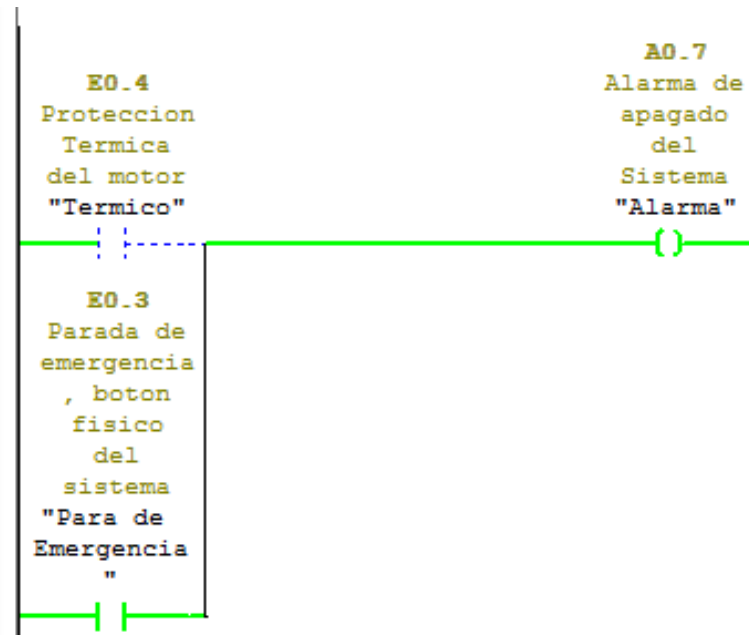 E0.4
Proteccion
Termica
del motor
"Termico"
A0.7
Alarma de
apagado
del
Sistema
"Alarma"
E0.3
Parada de
emergencia
, boton
fisico
del
sistema
"Para de
Emergencia
"